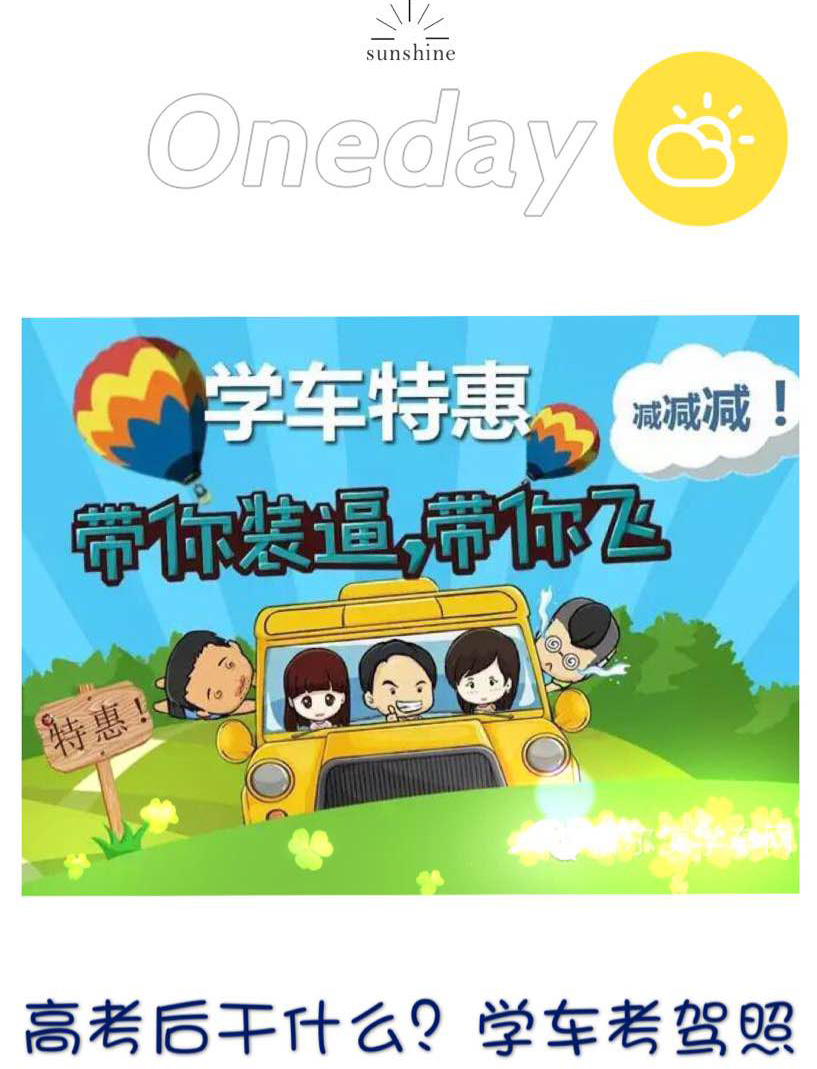 sunshine
Oneday
学车特惠
减减减！
带你装逼,带你飞
特惠!
高考后干什么？学车考驾照